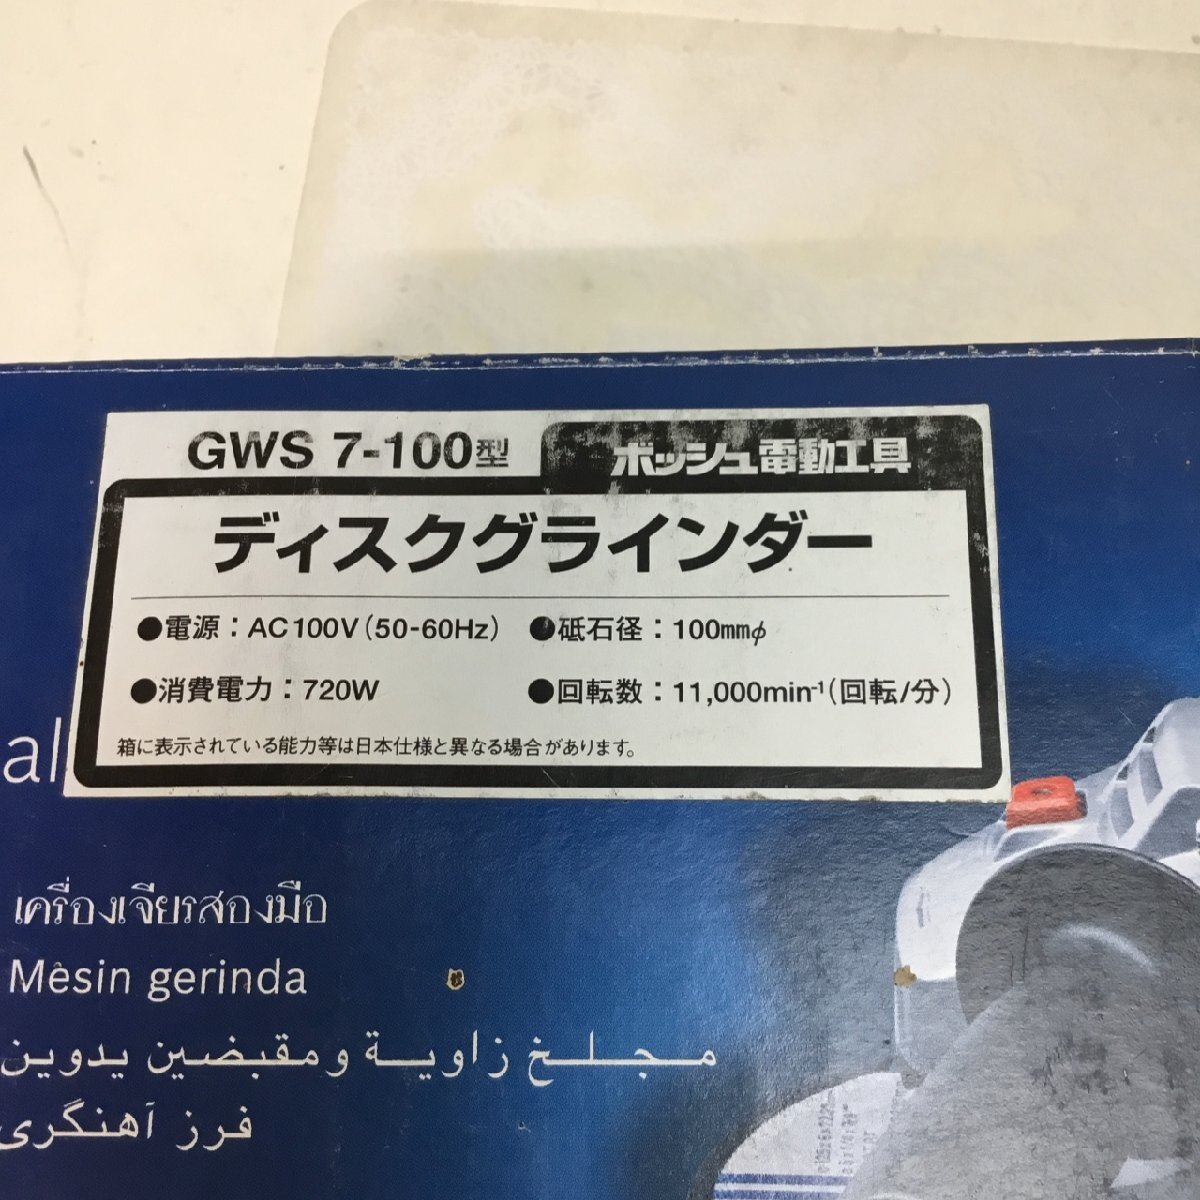 GWS 7-100型
ボッシュ電動工具
ディスクグラインダー
●電源：AC100V(50-60Hz)
●砥石径：100mmφ
●消費電力：720W
●回転数：11,000min-1(回転/分)
箱に表示されている能力等は日本仕様と異なる場合があります。
al
เครื่องเจียรสองมือ
Mesin gerinda
مجلخ زاوية ومقبضين يدوين
فرز آهنگری